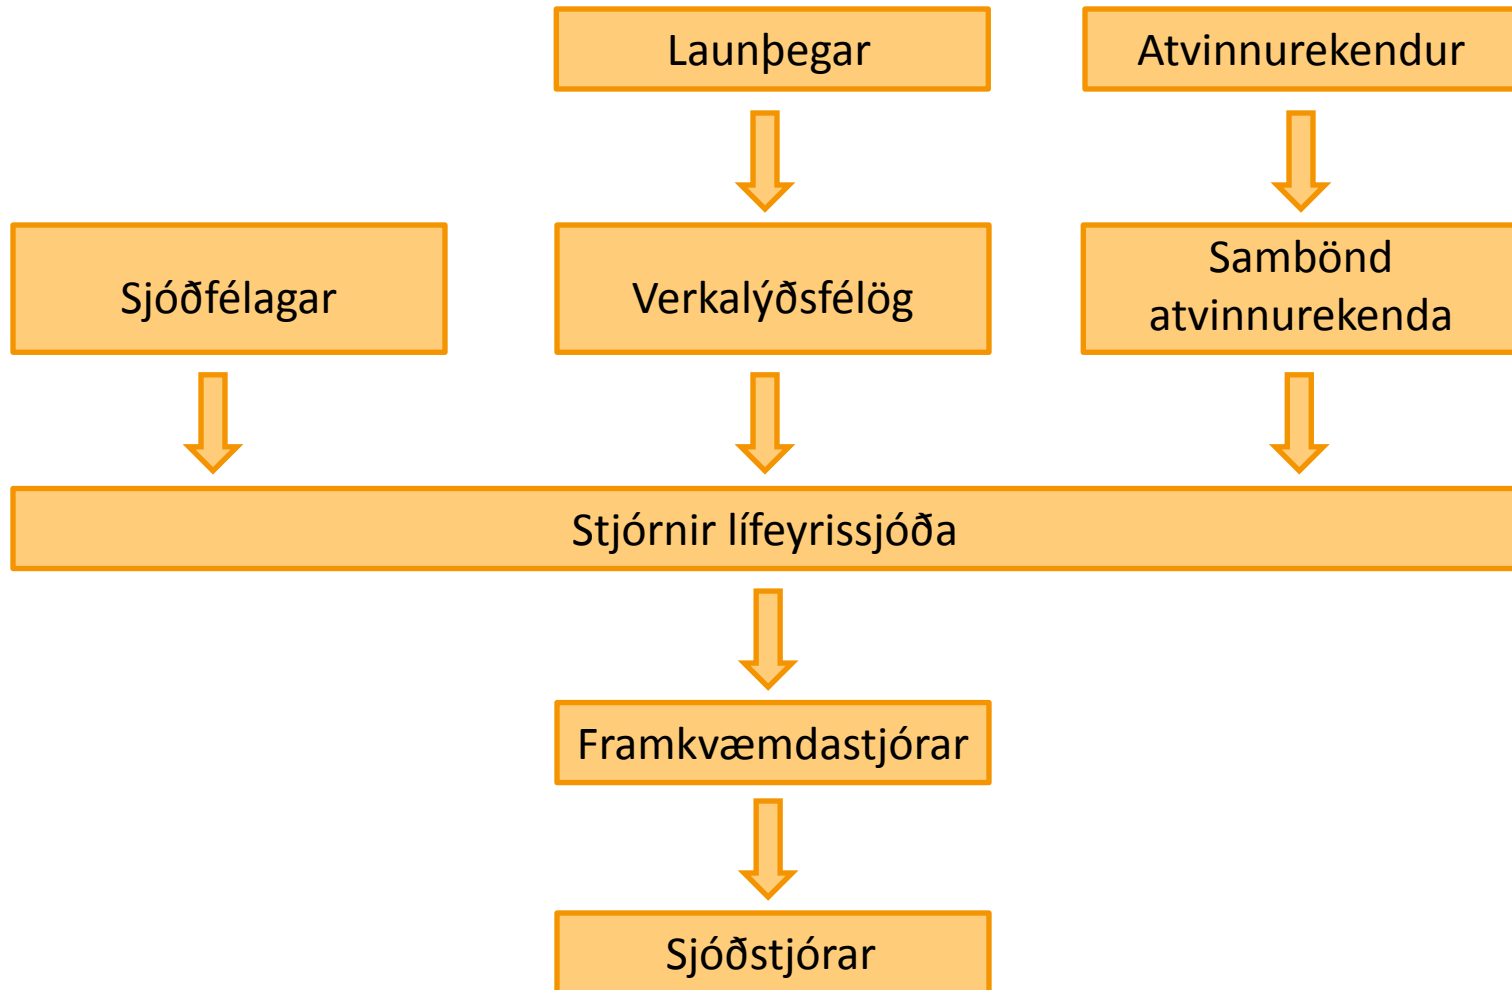 Launþegar
Atvinnurekendur
Sjóðfélagar
Verkalýðsfélög
Sambönd
atvinnurekenda
Stjórnir lífeyrissjóða
Framkvæmdastjórar
Sjóðstjórar